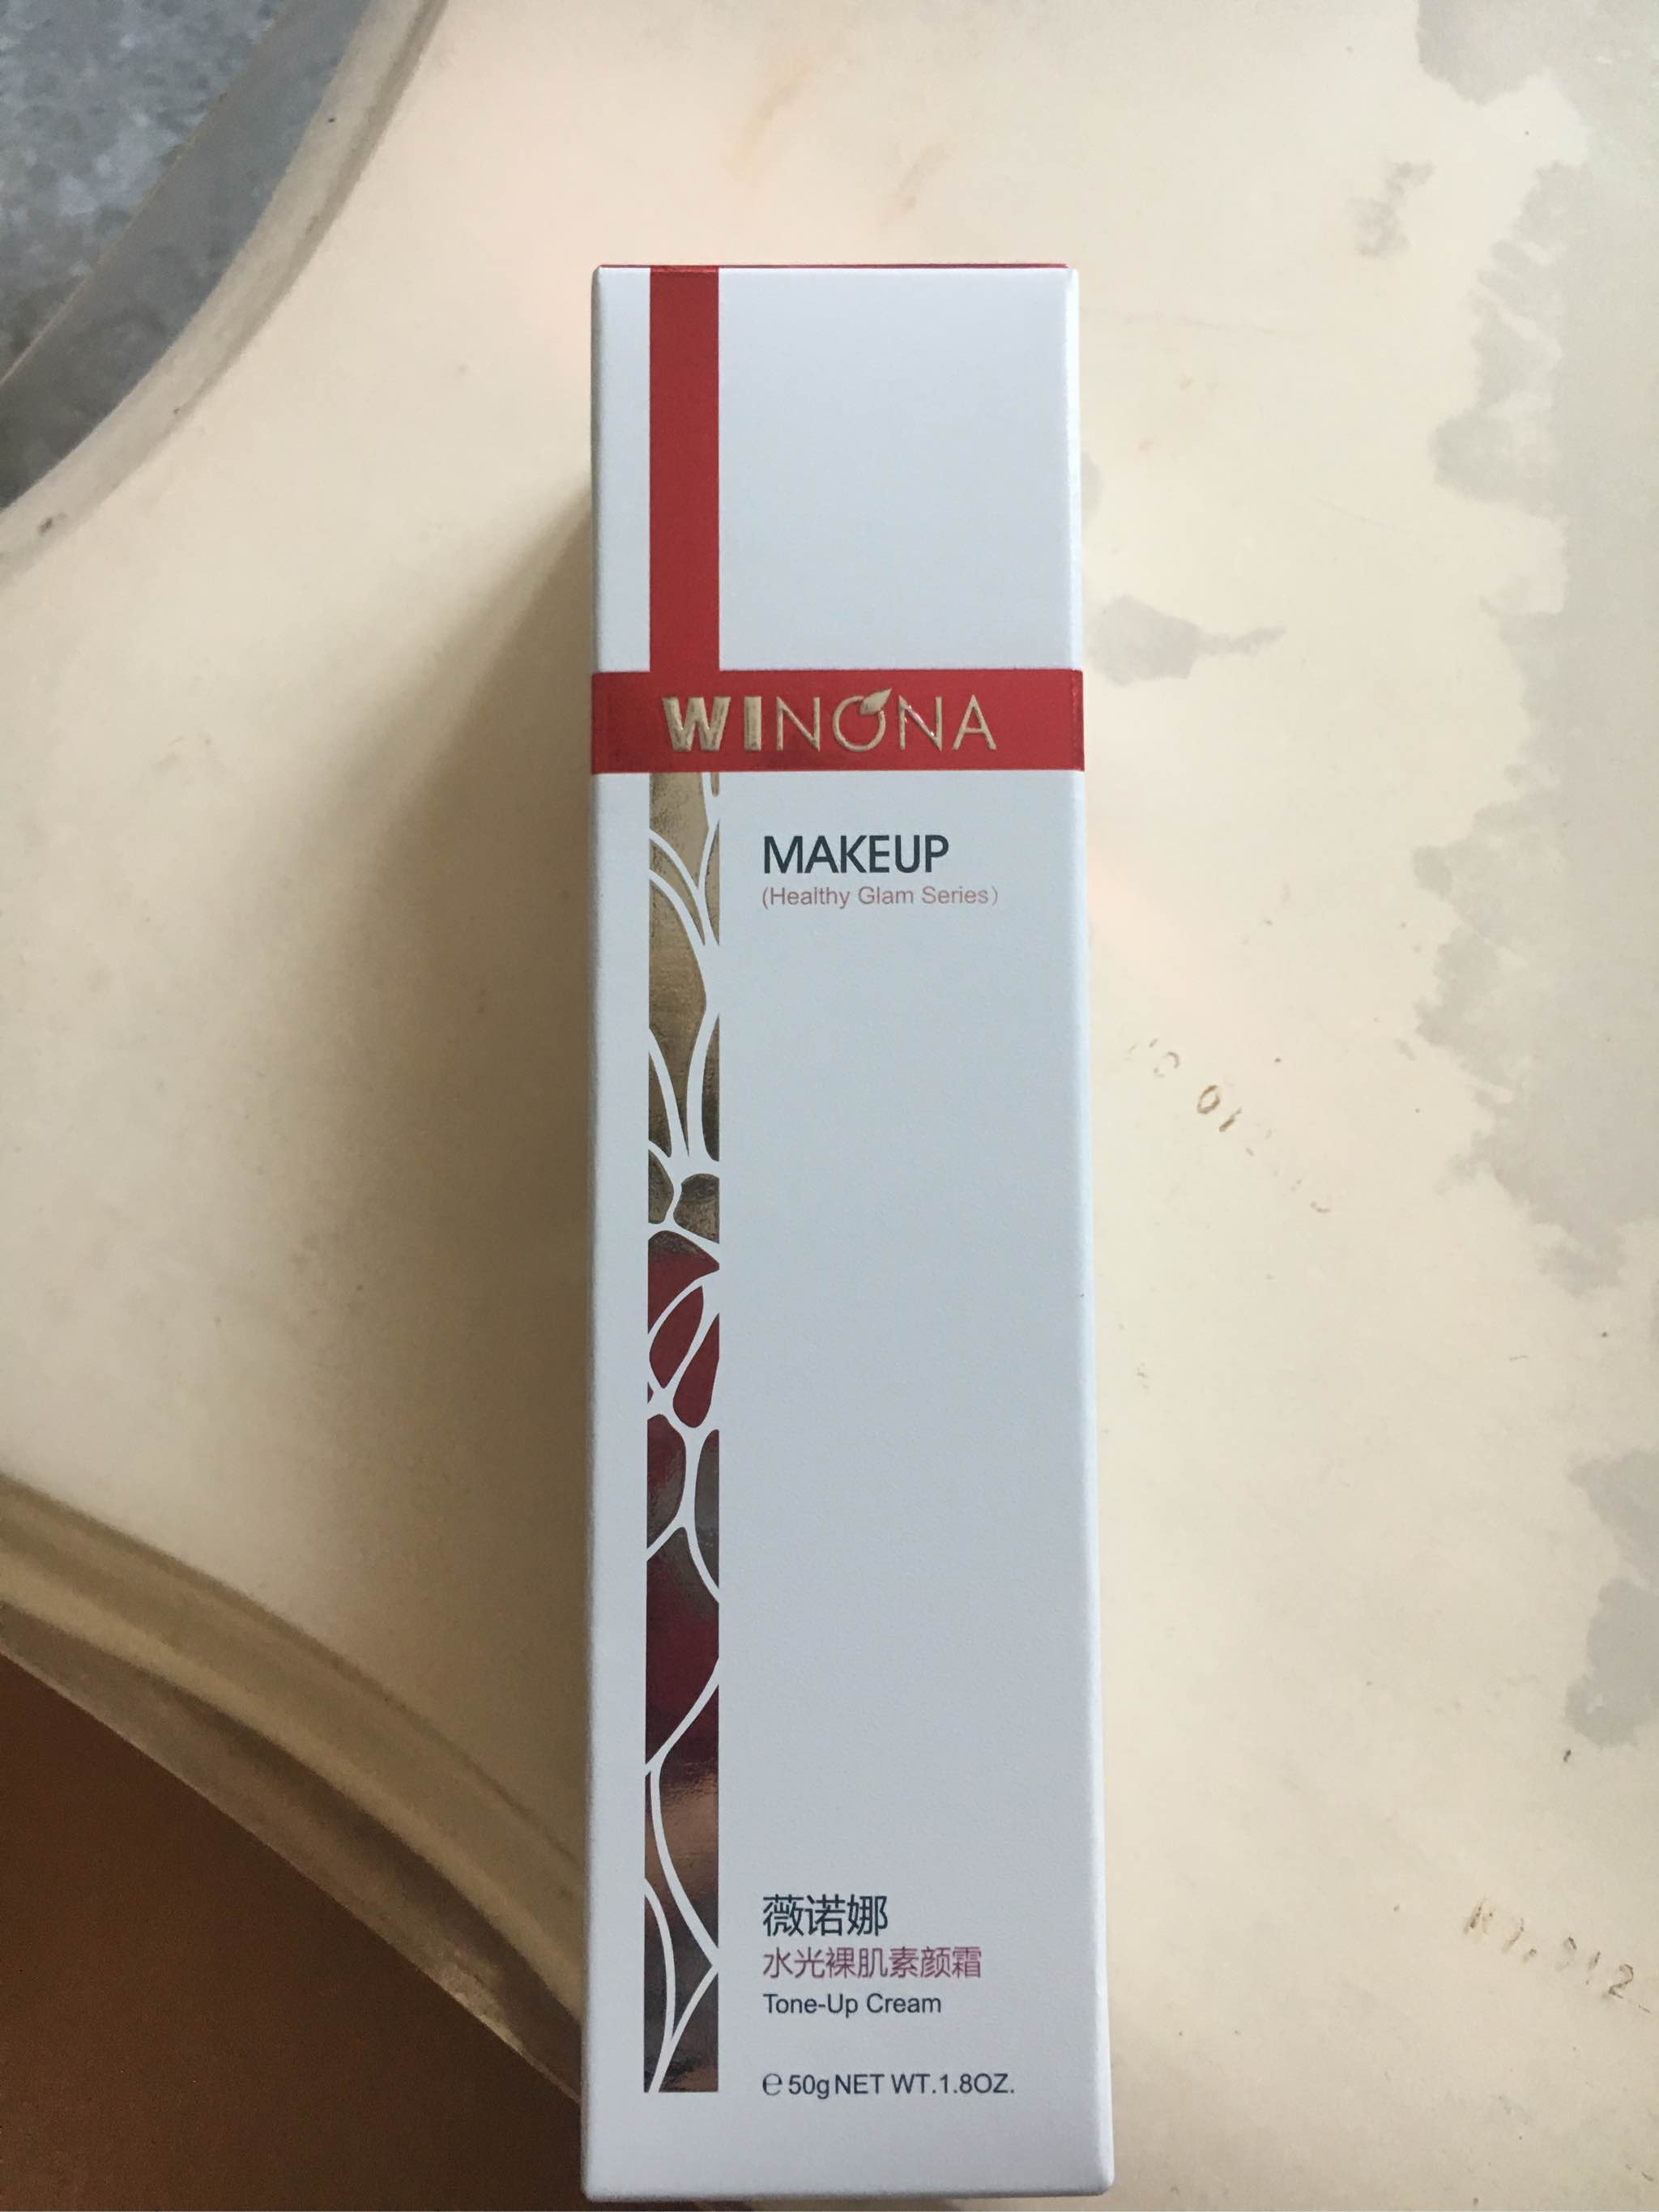 WINONA
MAKEUP
(Healthy Glam Series)
薇诺娜
水光裸肌素颜霜
Tone-Up Cream
℮ 50g NET WT.1.8OZ.